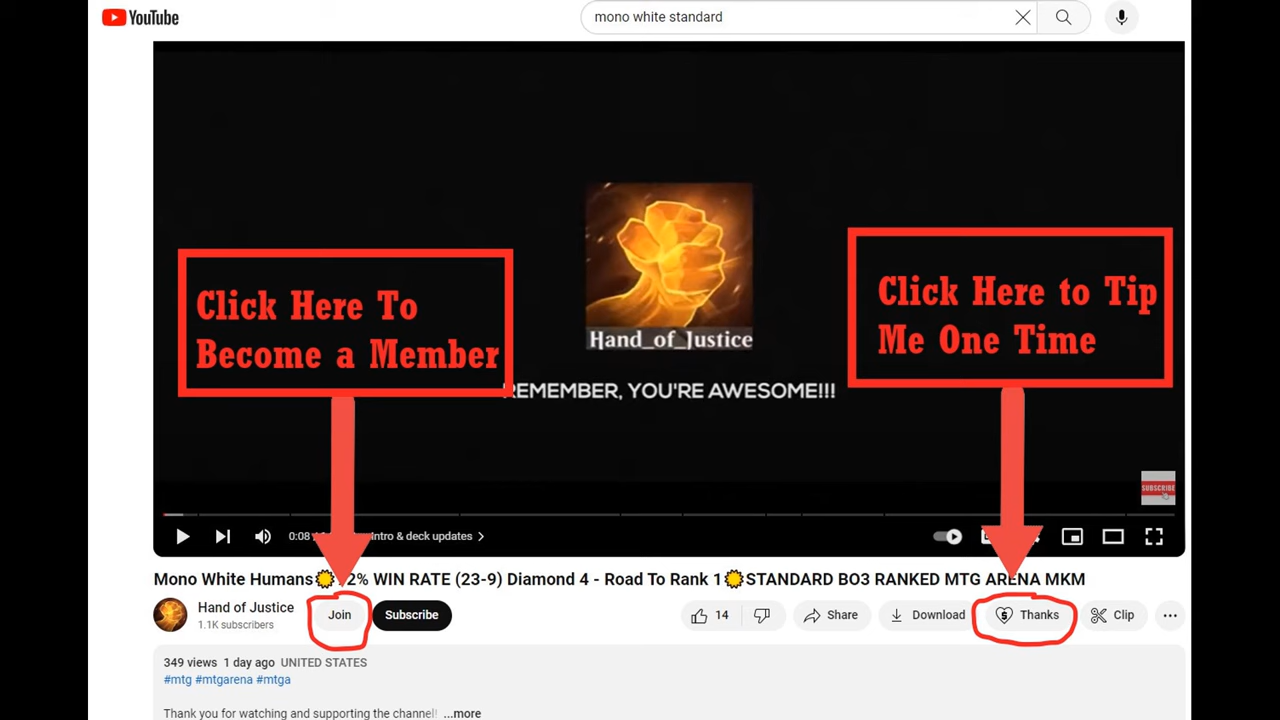 YouTube
mono white standard
Click Here To
Become a Member
Click Here to Tip
Me One Time
Hand_of_Justice
REMEMBER, YOU'RE AWESOME!!!
SUBSCRIBE
0:08
Intro & deck updates
Mono White Humans 2% WIN RATE (23-9) Diamond 4 - Road To Rank 1 STANDARD BO3 RANKED MTG ARENA MKM
Hand of Justice
1.1K subscribers
Join
Subscribe
14
Share
Download
Thanks
Clip
349 views 1 day ago UNITED STATES
#mtg #mtgarena #mtga
Thank you for watching and supporting the channel! ...more